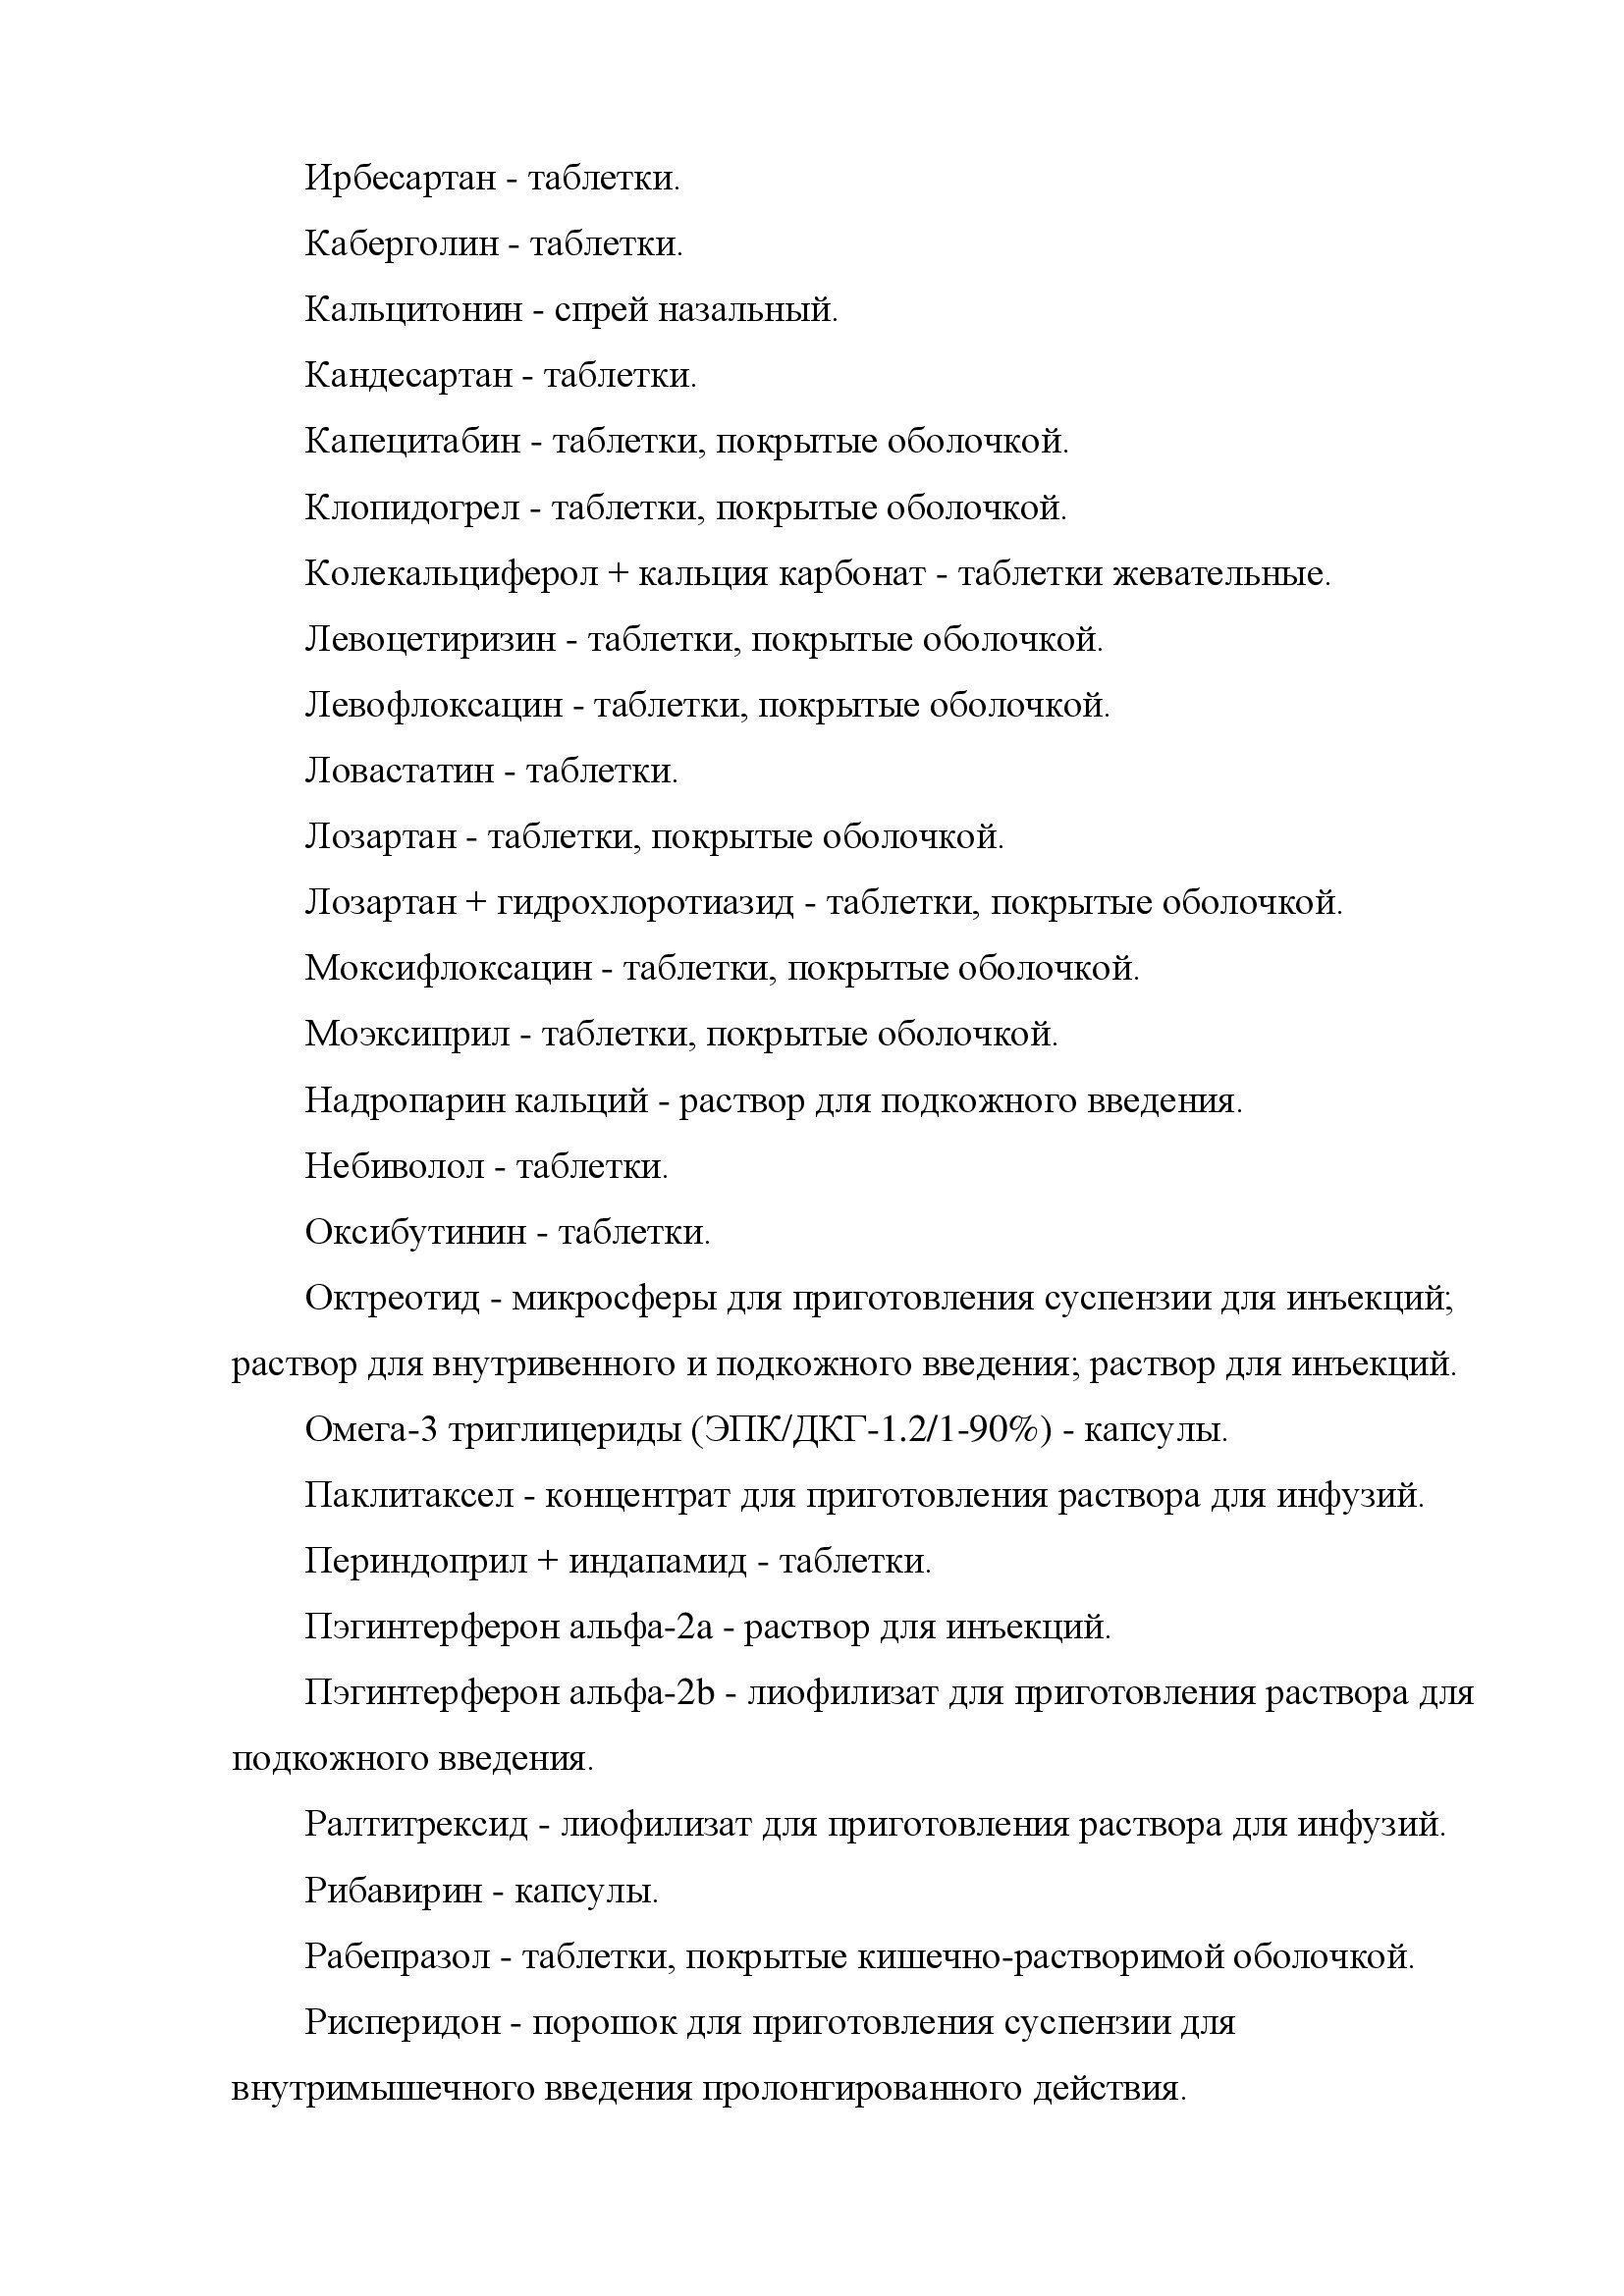 Ирбесартан - таблетки.
Каберголин - таблетки.
Кальцитонин - спрей назальный.
Кандесартан - таблетки.
Капецитабин - таблетки, покрытые оболочкой.
Клопидогрел - таблетки, покрытые оболочкой.
Колекальциферол + кальция карбонат - таблетки жевательные.
Левоцетиризин - таблетки, покрытые оболочкой.
Левофлоксацин - таблетки, покрытые оболочкой.
Ловастатин - таблетки.
Лозартан - таблетки, покрытые оболочкой.
Лозартан + гидрохлоротиазид - таблетки, покрытые оболочкой.
Моксифлоксацин - таблетки, покрытые оболочкой.
Моэксиприл - таблетки, покрытые оболочкой.
Надропарин кальций - раствор для подкожного введения.
Небиволол - таблетки.
Оксибутинин - таблетки.
Октреотид - микросферы для приготовления суспензии для инъекций;
раствор для внутривенного и подкожного введения; раствор для инъекций.
Омега-3 триглицериды (ЭПК/ДКГ-1.2/1-90%) - капсулы.
Паклитаксел - концентрат для приготовления раствора для инфузий.
Периндоприл + индапамид - таблетки.
Пэгинтерферон альфа-2a - раствор для инъекций.
Пэгинтерферон альфа-2b - лиофилизат для приготовления раствора для
подкожного введения.
Ралтитрексид - лиофилизат для приготовления раствора для инфузий.
Рибавирин - капсулы.
Рабепразол - таблетки, покрытые кишечно-растворимой оболочкой.
Рисперидон - порошок для приготовления суспензии для
внутримышечного введения пролонгированного действия.